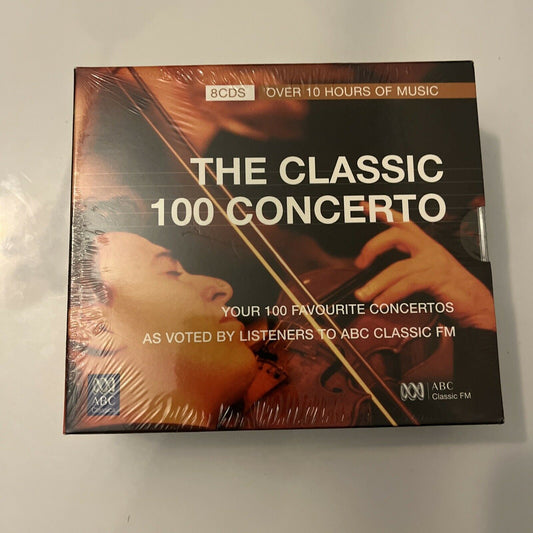 8CDS OVER 10 HOURS OF MUSIC
THE CLASSIC
100 CONCERTO
YOUR 100 FAVOURITE CONCERTOS
AS VOTED BY LISTENERS TO ABC CLASSIC FM
ABC
Classics
ABC
Classic FM